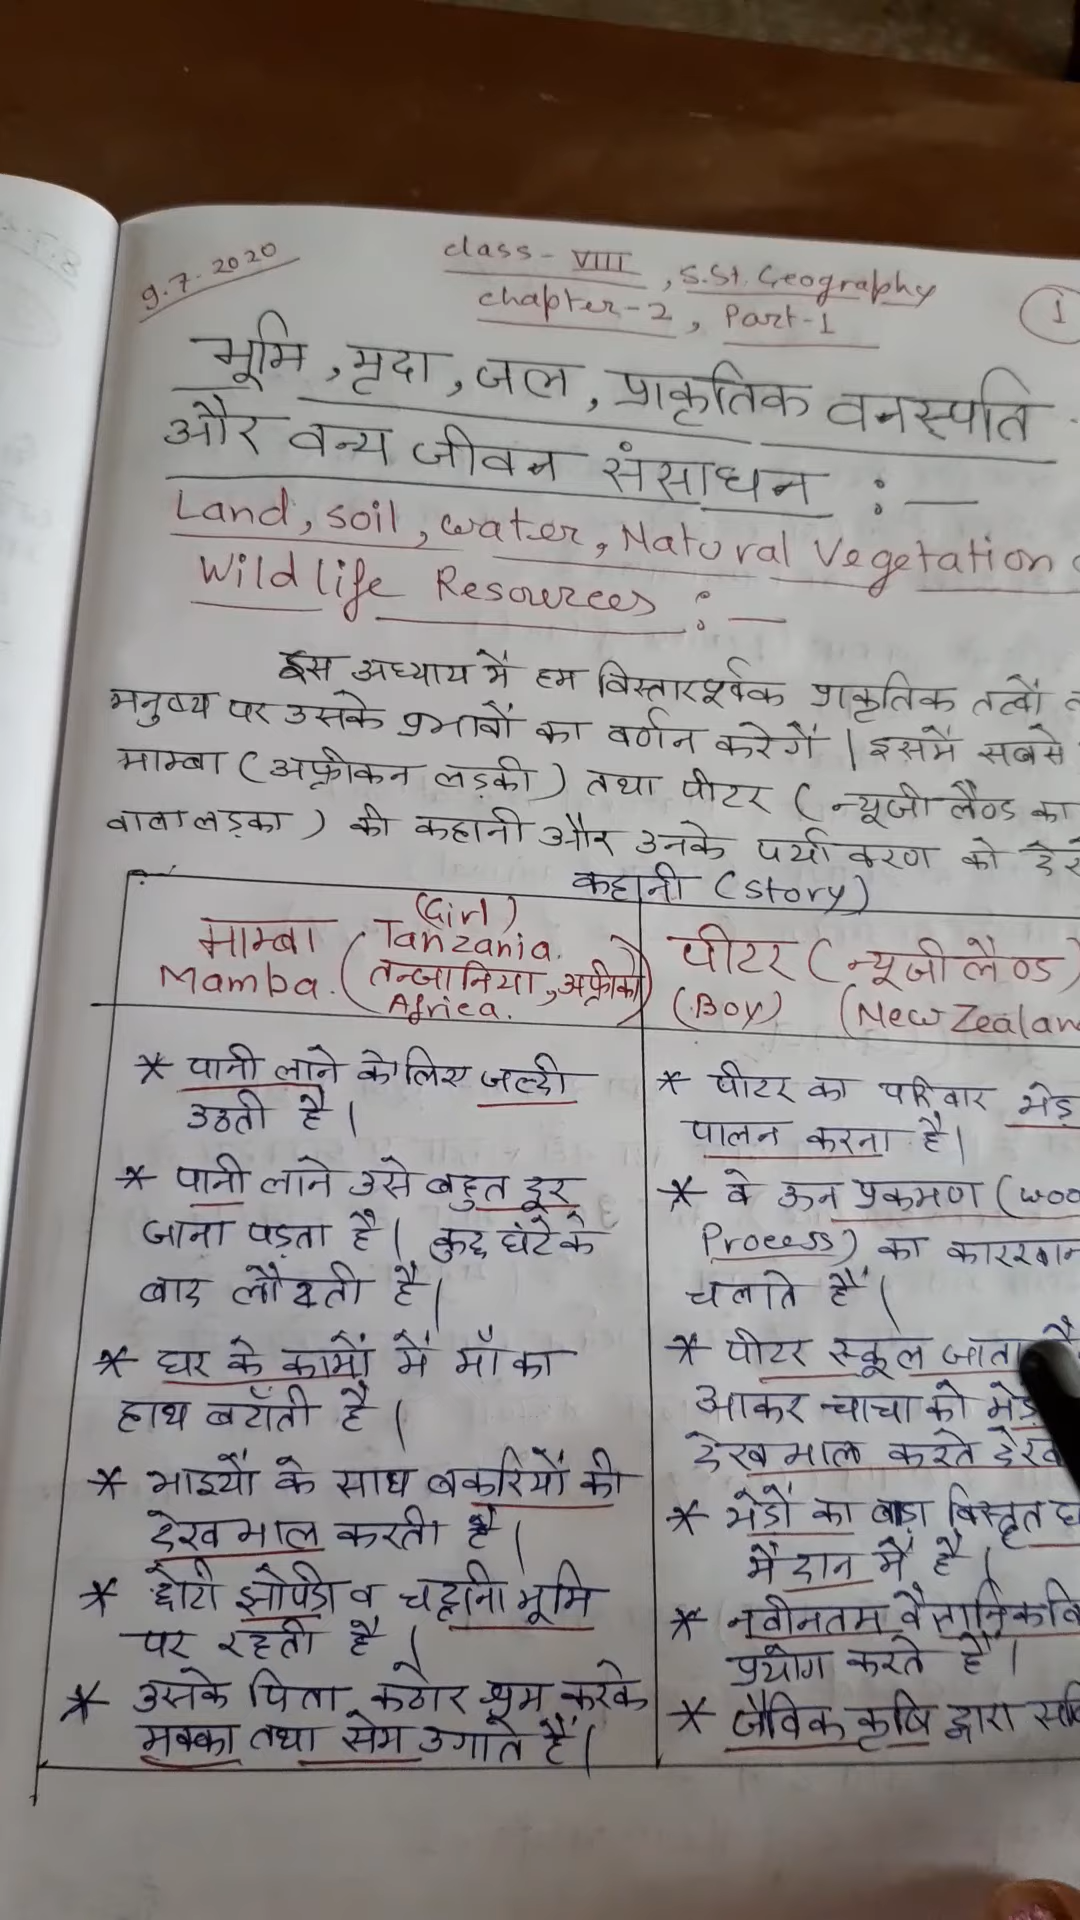 9.7.2020
class - VIII, S.St. Geography
Chapter-2, Part-1
1
भूमि, मृदा, जल, प्राकृतिक वनस्पति
और वन्य जीवन संसाधन :—
Land, soil, water, Natural Vegetation
Wildlife Resources :—
इस अध्याय में हम विस्तारपूर्वक प्राकृतिक तत्वों
मनुष्य पर उसके प्रभावों का वर्णन करेगें। इसमें सबसे
माम्बा (अफ्रीकन लड़की) तथा पीटर (न्यूजीलैण्ड का
वाला लड़का) की कहानी और उनके पर्यावरण को
कहानी (Story)
माम्बा (Girl)
Tanzania.
Mamba. (तन्जानिया, अफ्रीका)
Africa.
* पानी लाने के लिए जल्दी
उठती है।
* पानी लाने उसे बहुत दूर
जाना पड़ता है। कुछ घंटे के
बाद लौटती है।
* घर के कामों में माँ का
हाथ बटाँती है।
* भाइयों के साथ बकरियों की
देखभाल करती है।
* छोटी झोपडी व चट्टानी भूमि
पर रहती है।
* उसके पिता कठोर श्रम करके
मक्का तथा सेम उगाते हैं।
पीटर (न्यूजीलैण्ड)
(Boy) (New Zealan
* पीटर का परिवार भेड़
पालन करना है।
* वे ऊन प्रकमण (woo
Process) का कारखान
चलाते हैं।
* पीटर स्कूल जाता
आकर चाचा को भेड़
देखभाल करते देख
* भेड़ों का बाड़ा विस्तृत
मैदान में है।
* नवीनतम वैज्ञानिक वि
प्रयोग करते हैं।
* जैविक कृषि द्वारा